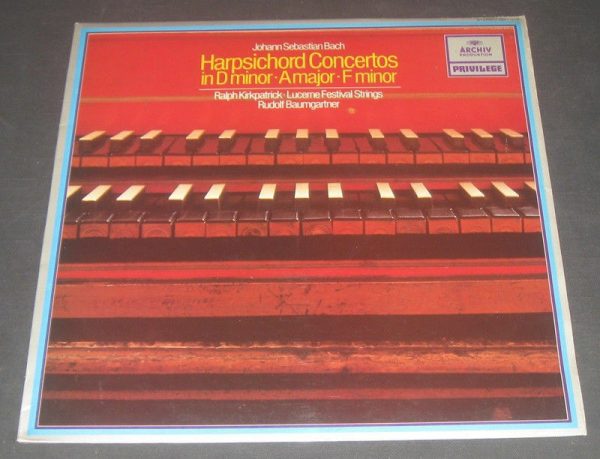 Johann Sebastian Bach
Harpsichord Concertos
in D minor · A major · F minor
Ralph Kirkpatrick · Lucerne Festival Strings
Rudolf Baumgartner
ARCHIV
PRODUKTION
PRIVILEGE